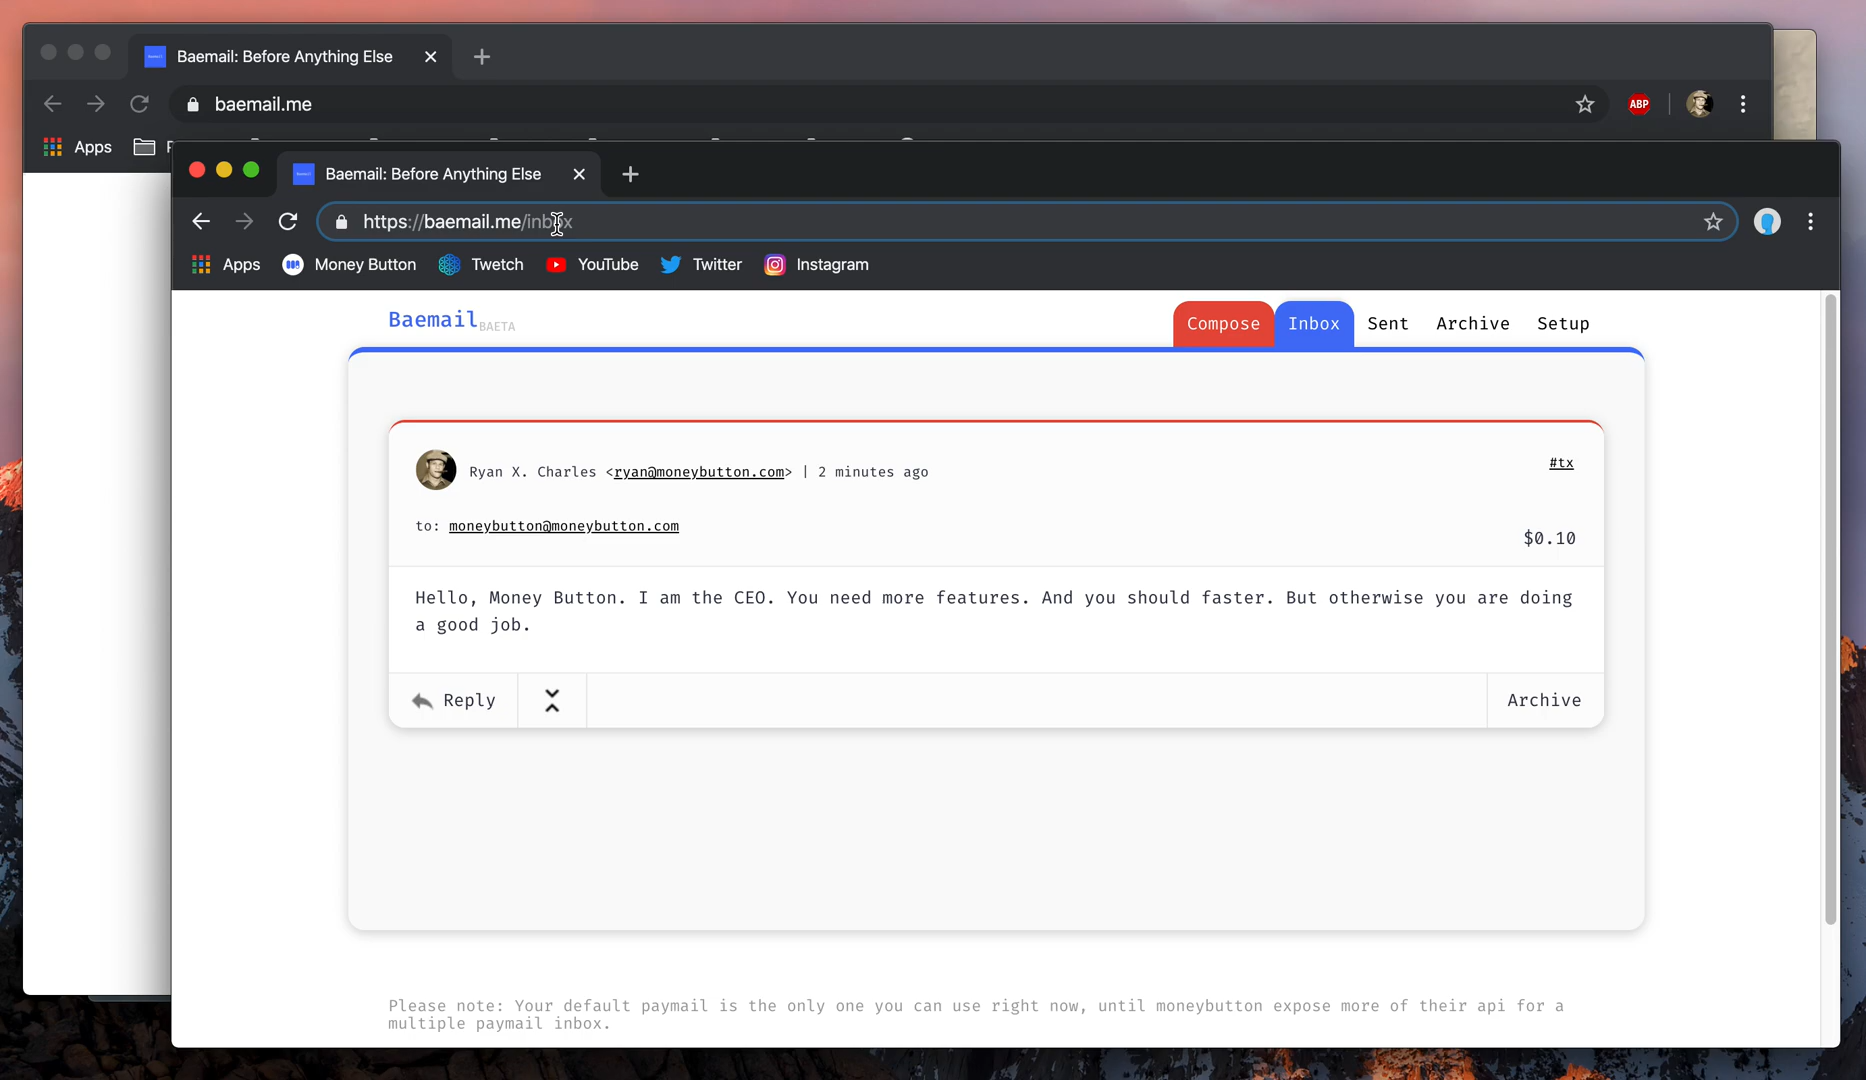 Baemail: Before Anything Else
baemail.me
ABP
Apps
Baemail: Before Anything Else
https://baemail.me/inbox
Apps Money Button Twetch YouTube Twitter Instagram
Baemail BAETA
Compose Inbox Sent Archive Setup
Ryan X. Charles <ryan@moneybutton.com> | 2 minutes ago
#tx
to: moneybutton@moneybutton.com
$0.10
Hello, Money Button. I am the CEO. You need more features. And you should faster. But otherwise you are doing
a good job.
Reply
Archive
Please note: Your default paymail is the only one you can use right now, until moneybutton expose more of their api for a
multiple paymail inbox.